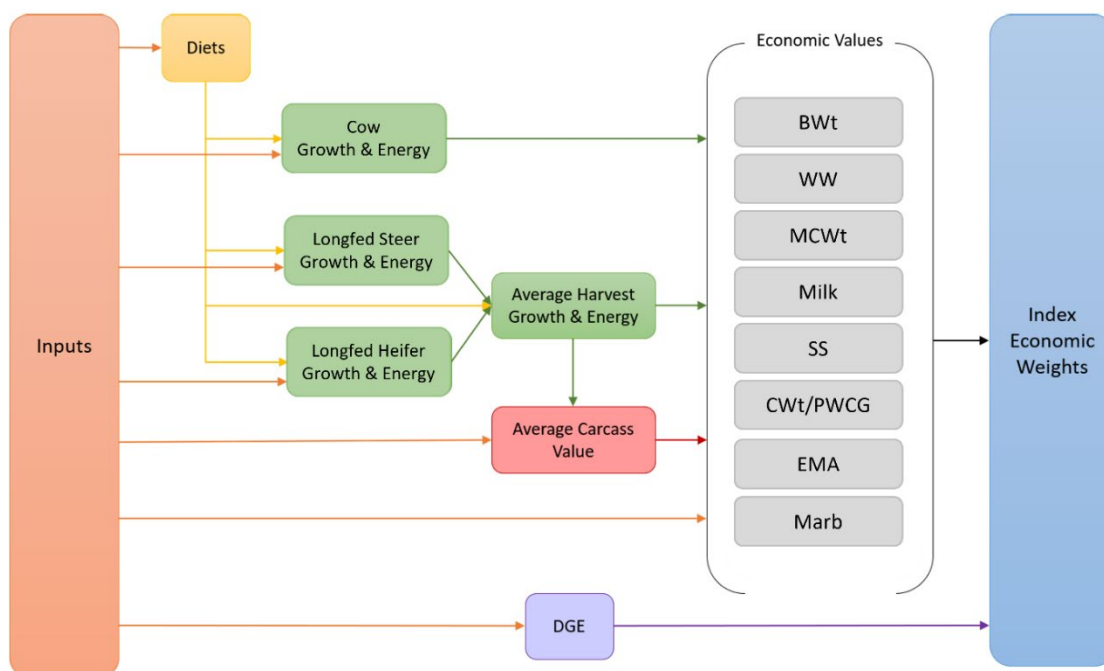 Inputs
Diets
Cow
Growth & Energy
Longfed Steer
Growth & Energy
Longfed Heifer
Growth & Energy
Average Harvest
Growth & Energy
Average Carcass
Value
DGE
Economic Values
BWt
WW
MCWt
Milk
SS
CWt/PWCG
EMA
Marb
Index
Economic
Weights